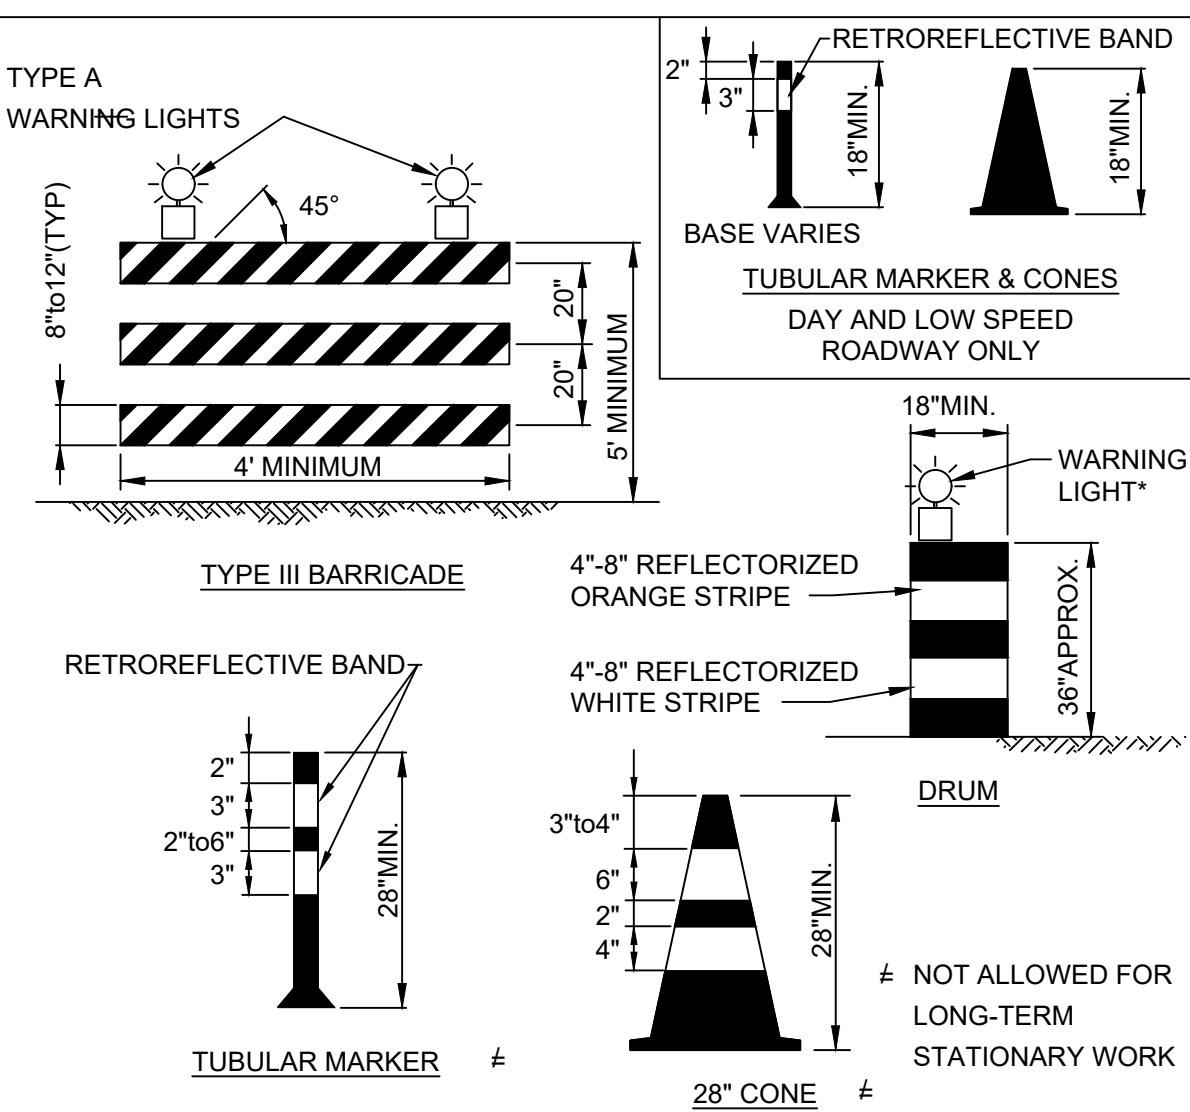 TYPE A
WARNING LIGHTS
45°
8"to12"(TYP)
20"
20"
5' MINIMUM
4' MINIMUM
TYPE III BARRICADE
RETROREFLECTIVE BAND
2"
3"
18"MIN.
18"MIN.
BASE VARIES
TUBULAR MARKER & CONES
DAY AND LOW SPEED
ROADWAY ONLY
18"MIN.
WARNING
LIGHT*
4"-8" REFLECTORIZED
ORANGE STRIPE
4"-8" REFLECTORIZED
WHITE STRIPE
36"APPROX.
DRUM
RETROREFLECTIVE BAND
2"
3"
2"to6"
3"
28"MIN.
TUBULAR MARKER ≠
3"to4"
6"
2"
4"
28"MIN.
28" CONE ≠
≠ NOT ALLOWED FOR
LONG-TERM
STATIONARY WORK